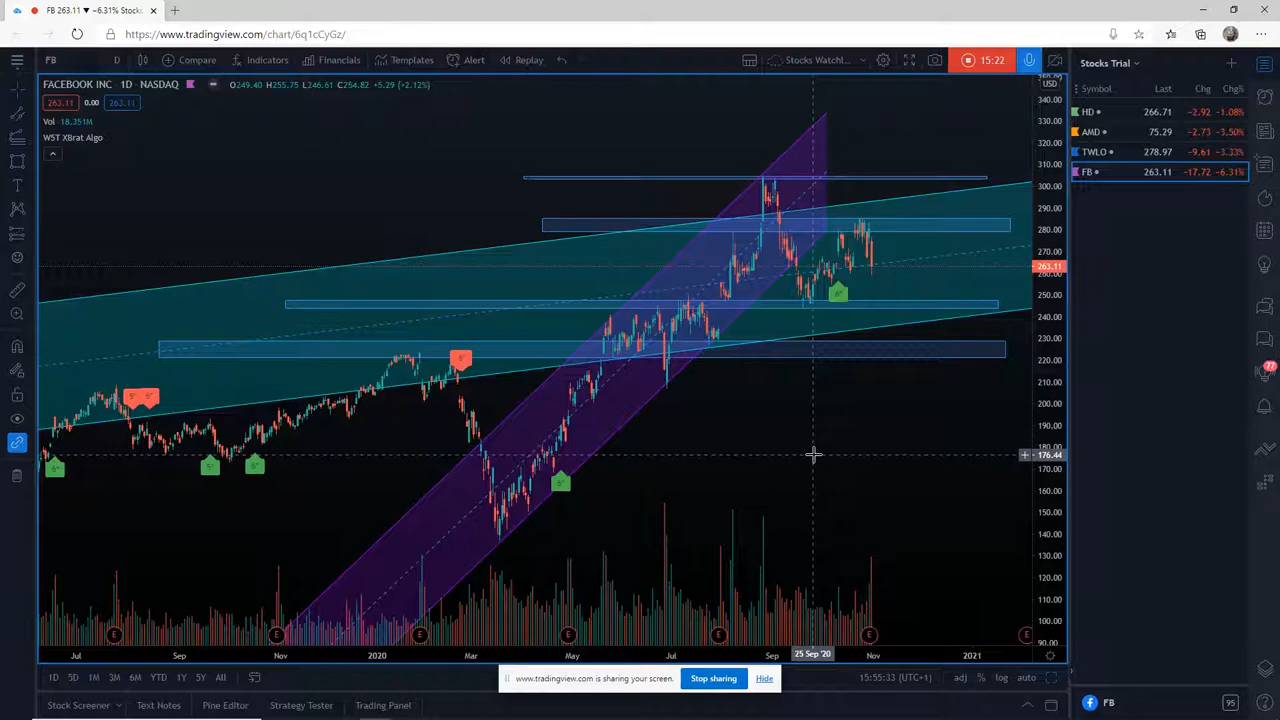 FB 263.11 ▼ −6.31% Stocks
https://www.tradingview.com/chart/6q1cCyGz/
FB D Compare Indicators Financials Templates Alert Replay Stocks Watchl... 15:22 Stocks Trial
FACEBOOK INC · 1D · NASDAQ O249.40 H255.75 L246.61 C254.82 +5.29 (+2.12%) USD
263.11 0.00 263.11
Vol 18.351M
WST XBrat Algo
Symbol Last Chg Chg%
HD 266.71 −2.92 −1.08%
AMD 75.29 −2.73 −3.50%
TWLO 278.97 −9.61 −3.33%
FB 263.11 −17.72 −6.31%
340.00
330.00
320.00
310.00
300.00
290.00
280.00
270.00
263.11
260.00
250.00
240.00
230.00
220.00
210.00
200.00
190.00
180.00
176.44
170.00
160.00
150.00
140.00
130.00
120.00
110.00
100.00
90.00
77
E E E E E E E
Jul Sep Nov 2020 Mar May Jul Sep 25 Sep '20 Nov 2021
1D 5D 1M 3M 6M YTD 1Y 5Y All 15:55:33 (UTC+1) adj % log auto
www.tradingview.com is sharing your screen. Stop sharing Hide
Stock Screener Text Notes Pine Editor Strategy Tester Trading Panel FB 95